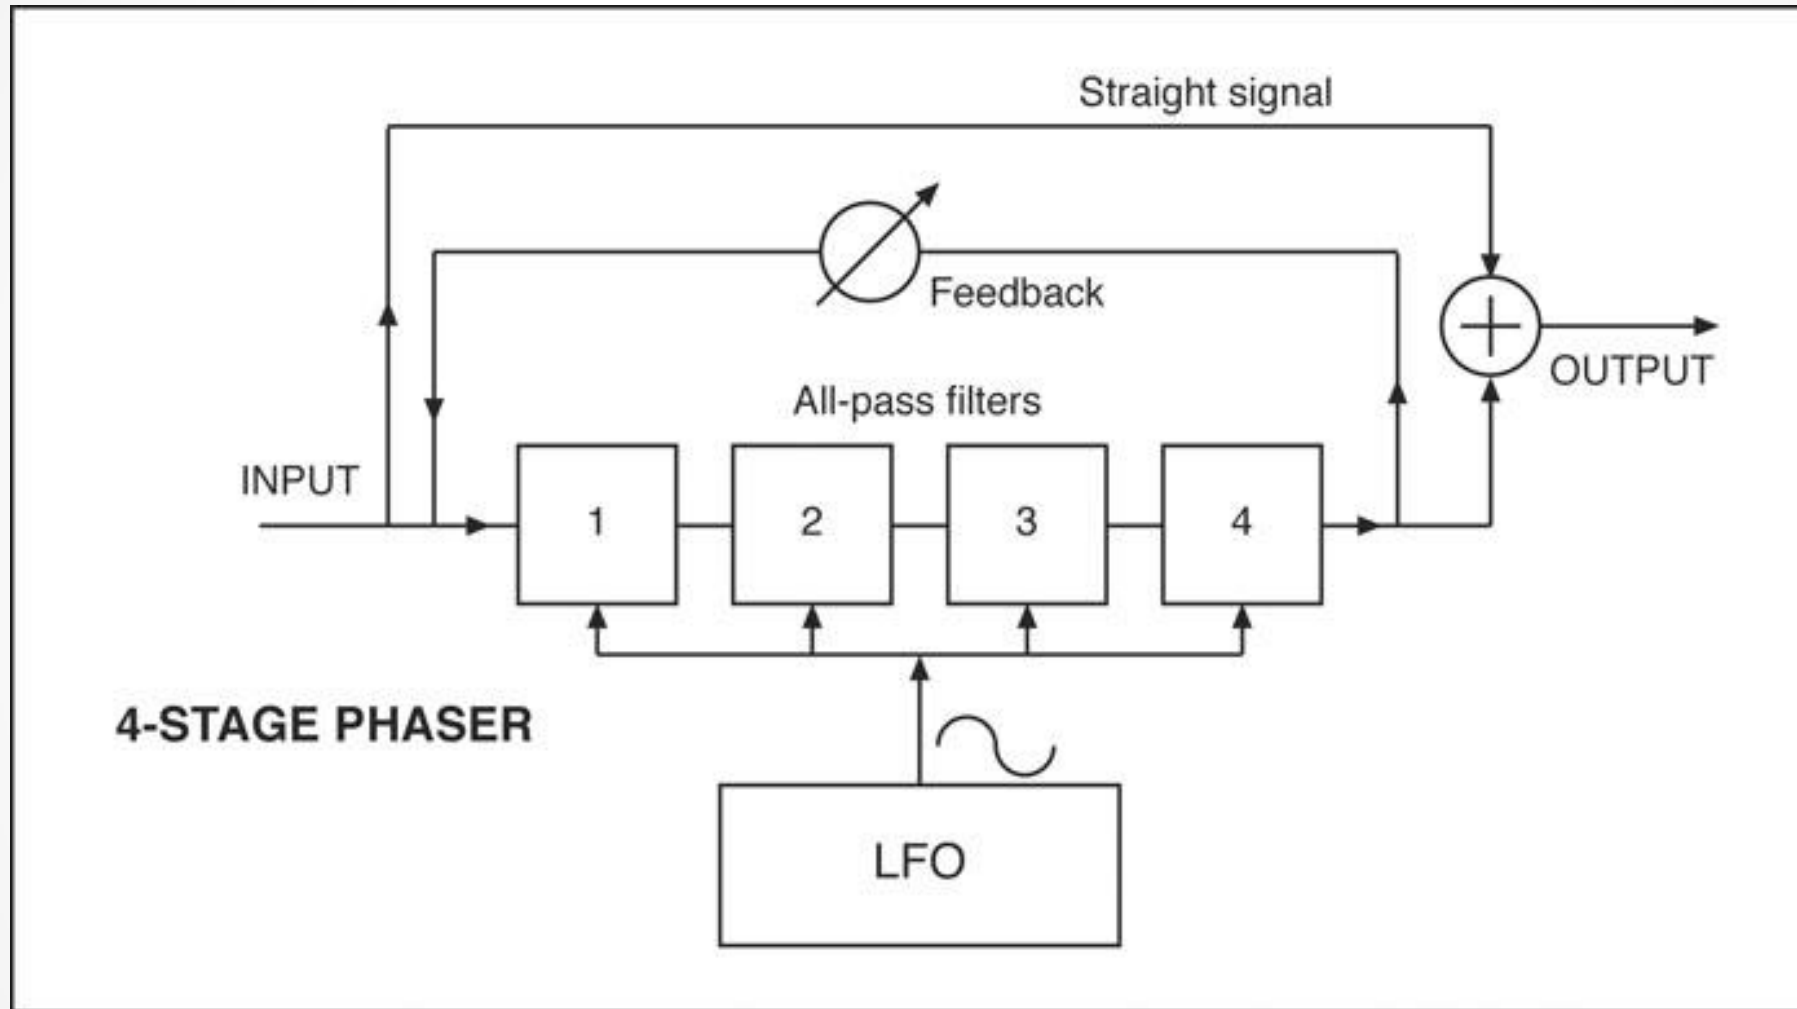 Straight signal
Feedback
OUTPUT
All-pass filters
INPUT
1
2
3
4
4-STAGE PHASER
LFO